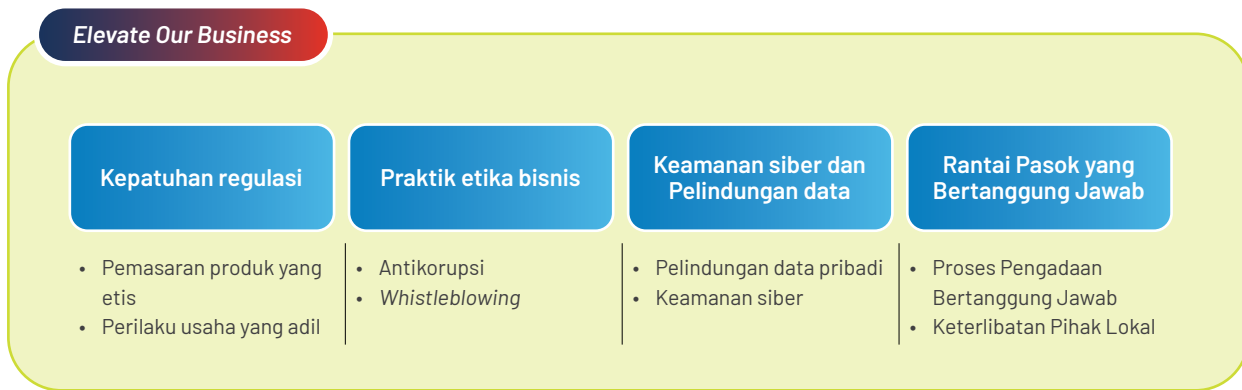 Elevate Our Business
Kepatuhan regulasi
• Pemasaran produk yang
etis
• Perilaku usaha yang adil
Praktik etika bisnis
• Antikorupsi
• Whistleblowing
Keamanan siber dan
Pelindungan data
• Pelindungan data pribadi
• Keamanan siber
Rantai Pasok yang
Bertanggung Jawab
• Proses Pengadaan
Bertanggung Jawab
• Keterlibatan Pihak Lokal